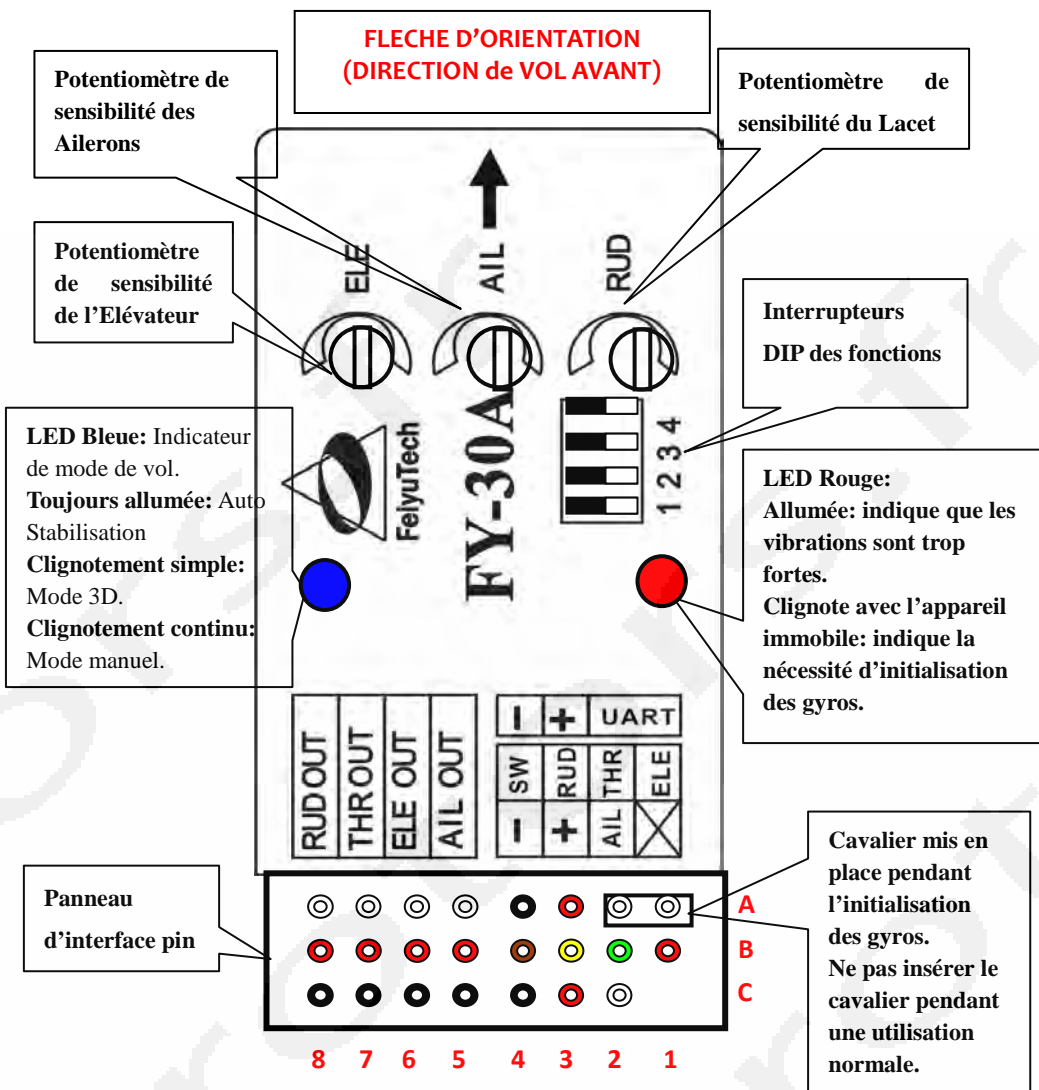 FLECHE D'ORIENTATION
(DIRECTION de VOL AVANT)
Potentiomètre de
sensibilité des
Ailerons
Potentiomètre de
sensibilité du Lacet
Potentiomètre
de sensibilité
de l'Elévateur
ELE
AIL
RUD
Interrupteurs
DIP des fonctions
LED Bleue: Indicateur
de mode de vol.
Toujours allumée: Auto
Stabilisation
Clignotement simple:
Mode 3D.
Clignotement continu:
Mode manuel.
FeiyuTech
FY-30A
1 2 3 4
LED Rouge:
Allumée: indique que les
vibrations sont trop
fortes.
Clignote avec l'appareil
immobile: indique la
nécessité d'initialisation
des gyros.
RUD OUT
THR OUT
ELE OUT
AIL OUT
- + UART
SW RUD THR ELE
- + AIL
Panneau
d'interface pin
Cavalier mis en
place pendant
l'initialisation
des gyros.
Ne pas insérer le
cavalier pendant
une utilisation
normale.
A
B
C
8 7 6 5 4 3 2 1